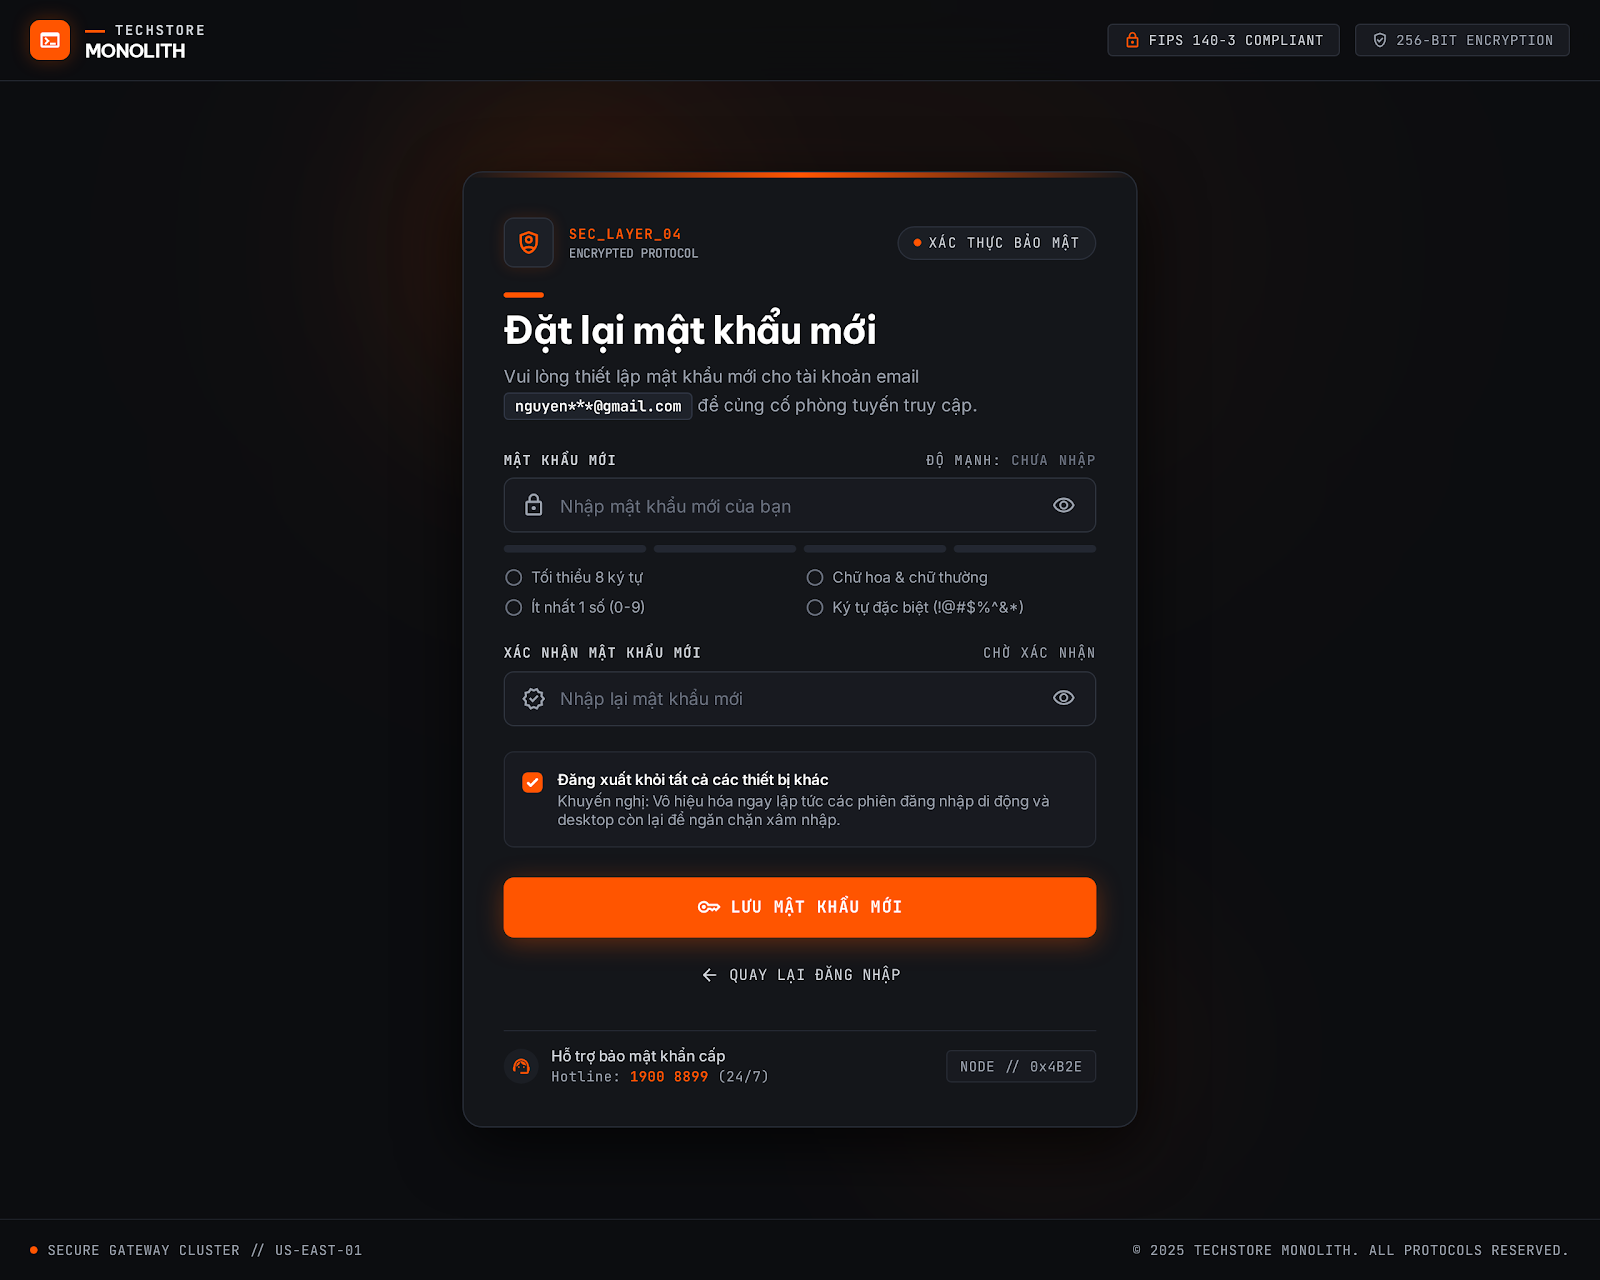 TECHSTORE
MONOLITH
FIPS 140-3 COMPLIANT
256-BIT ENCRYPTION
SEC_LAYER_04
ENCRYPTED PROTOCOL
XÁC THỰC BẢO MẬT
Đặt lại mật khẩu mới
Vui lòng thiết lập mật khẩu mới cho tài khoản email
nguyen***@gmail.com để củng cố phòng tuyến truy cập.
MẬT KHẨU MỚI
ĐỘ MẠNH: CHƯA NHẬP
Nhập mật khẩu mới của bạn
Tối thiểu 8 ký tự
Chữ hoa & chữ thường
Ít nhất 1 số (0-9)
Ký tự đặc biệt (!@#$%^&*)
XÁC NHẬN MẬT KHẨU MỚI
CHỜ XÁC NHẬN
Nhập lại mật khẩu mới
Đăng xuất khỏi tất cả các thiết bị khác
Khuyến nghị: Vô hiệu hóa ngay lập tức các phiên đăng nhập di động và
desktop còn lại để ngăn chặn xâm nhập.
LƯU MẬT KHẨU MỚI
QUAY LẠI ĐĂNG NHẬP
Hỗ trợ bảo mật khẩn cấp
Hotline: 1900 8899 (24/7)
NODE // 0x4B2E
SECURE GATEWAY CLUSTER // US-EAST-01
© 2025 TECHSTORE MONOLITH. ALL PROTOCOLS RESERVED.